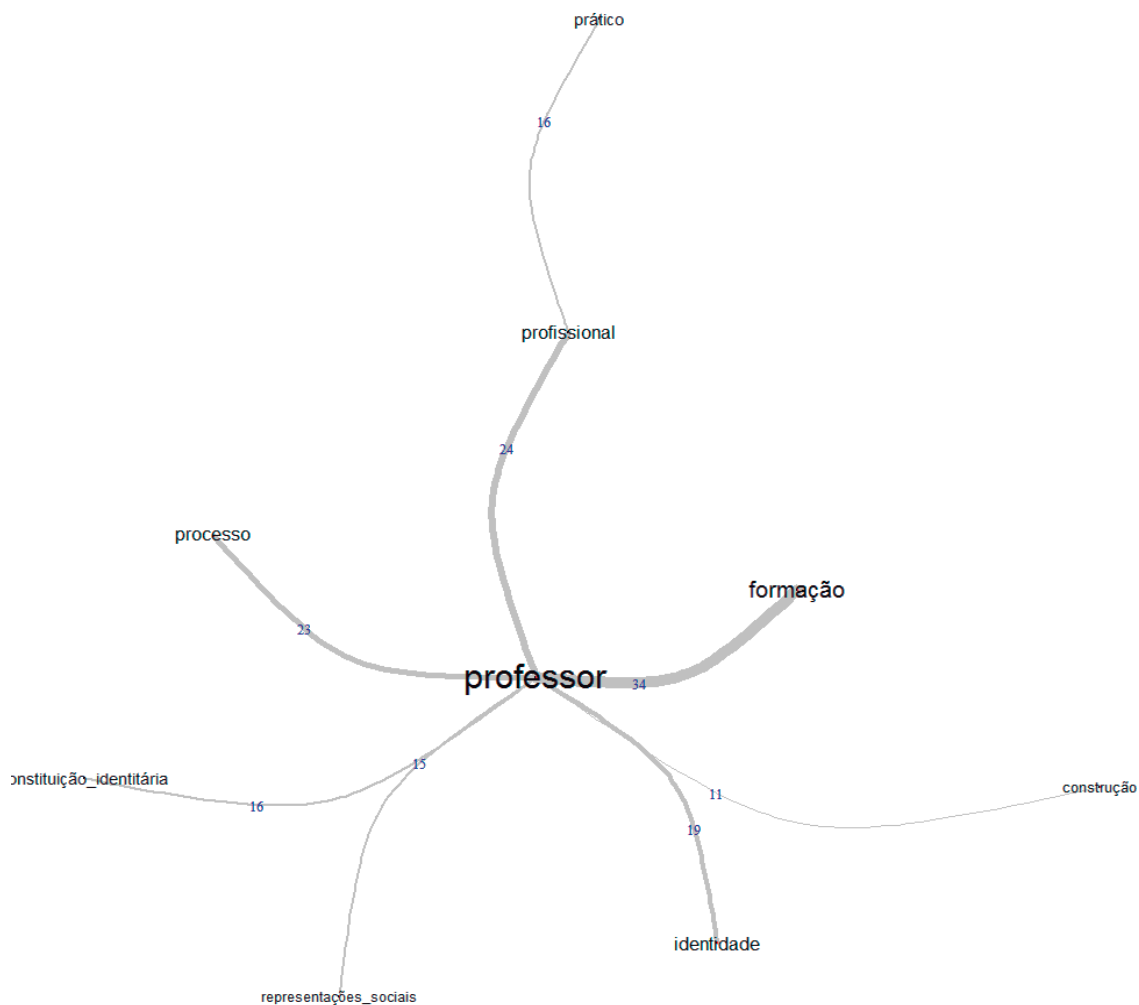 prático
16
profissional
24
processo
formação
23
professor
34
15
onstituição_identitária
16
11
construção
19
identidade
representações_sociais